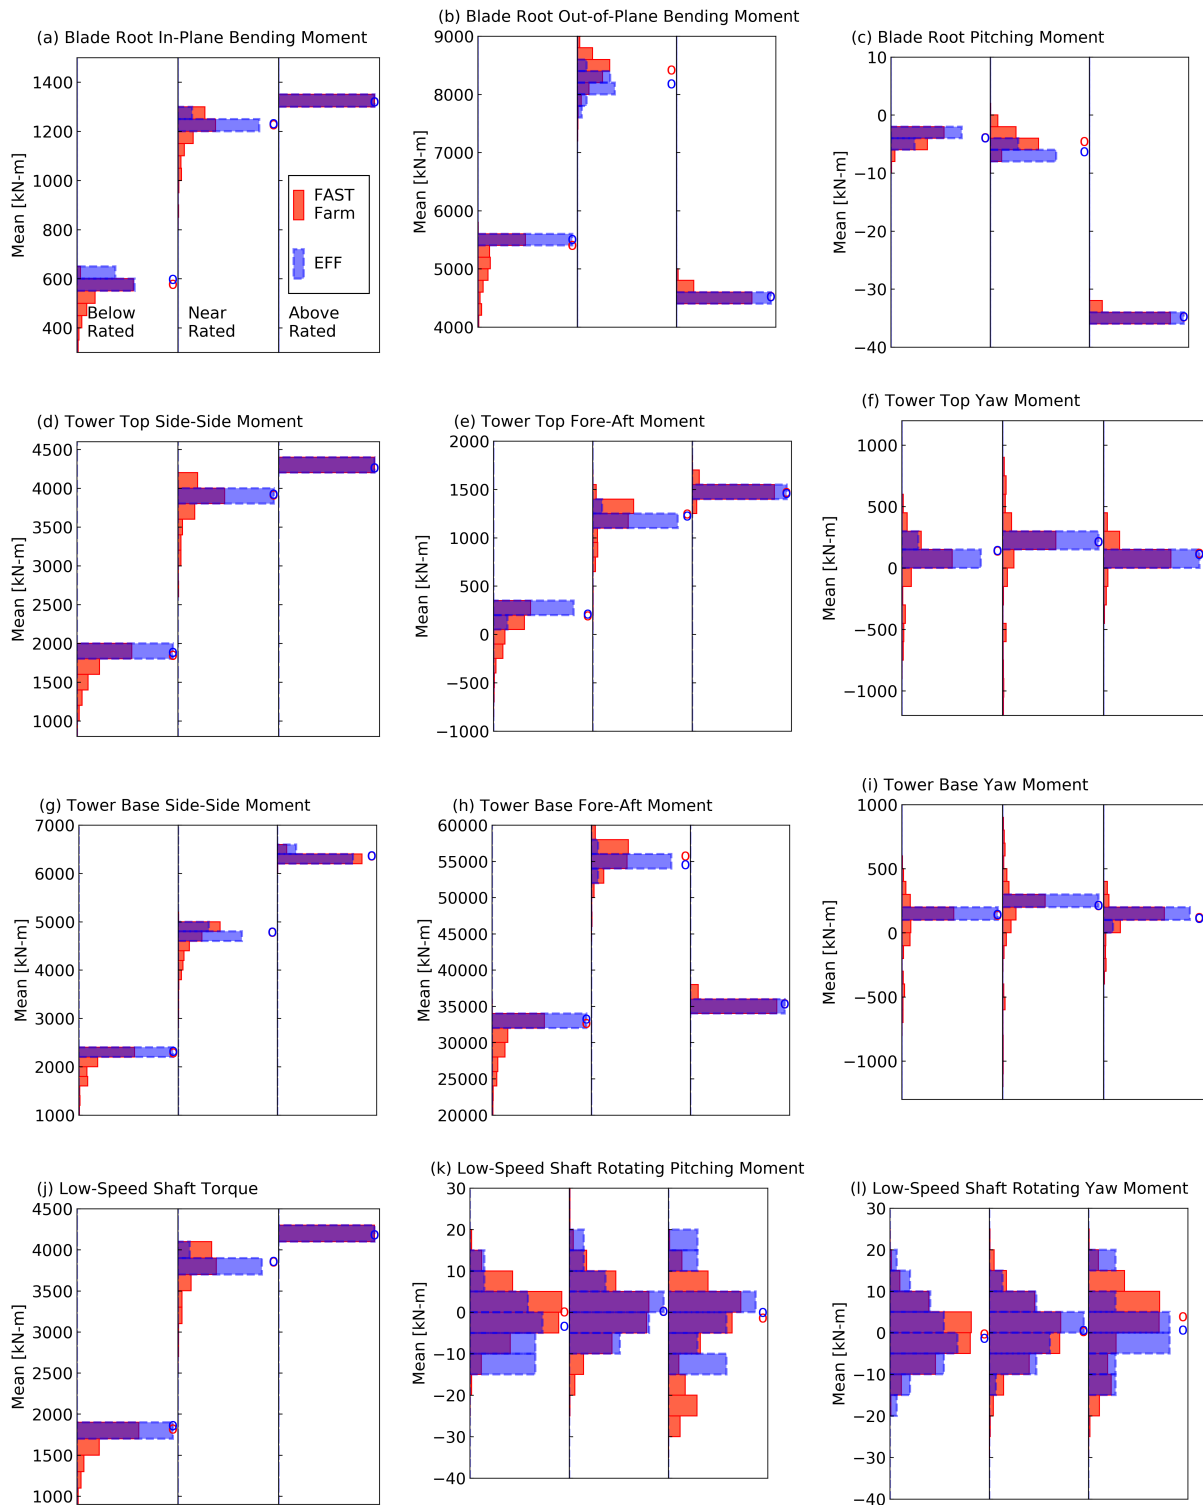 (a) Blade Root In-Plane Bending Moment
Mean [kN-m]
1400
1200
1000
800
600
400
Below Rated
Near Rated
Above Rated
FAST Farm
EFF
(b) Blade Root Out-of-Plane Bending Moment
Mean [kN-m]
9000
8000
7000
6000
5000
4000
(c) Blade Root Pitching Moment
Mean [kN-m]
10
0
−10
−20
−30
−40
(d) Tower Top Side-Side Moment
Mean [kN-m]
4500
4000
3500
3000
2500
2000
1500
1000
(e) Tower Top Fore-Aft Moment
Mean [kN-m]
2000
1500
1000
500
0
−500
−1000
(f) Tower Top Yaw Moment
Mean [kN-m]
1000
500
0
−500
−1000
(g) Tower Base Side-Side Moment
Mean [kN-m]
7000
6000
5000
4000
3000
2000
1000
(h) Tower Base Fore-Aft Moment
Mean [kN-m]
60000
55000
50000
45000
40000
35000
30000
25000
20000
(i) Tower Base Yaw Moment
Mean [kN-m]
1000
500
0
−500
−1000
(j) Low-Speed Shaft Torque
Mean [kN-m]
4500
4000
3500
3000
2500
2000
1500
1000
(k) Low-Speed Shaft Rotating Pitching Moment
Mean [kN-m]
30
20
10
0
−10
−20
−30
−40
(l) Low-Speed Shaft Rotating Yaw Moment
Mean [kN-m]
30
20
10
0
−10
−20
−30
−40